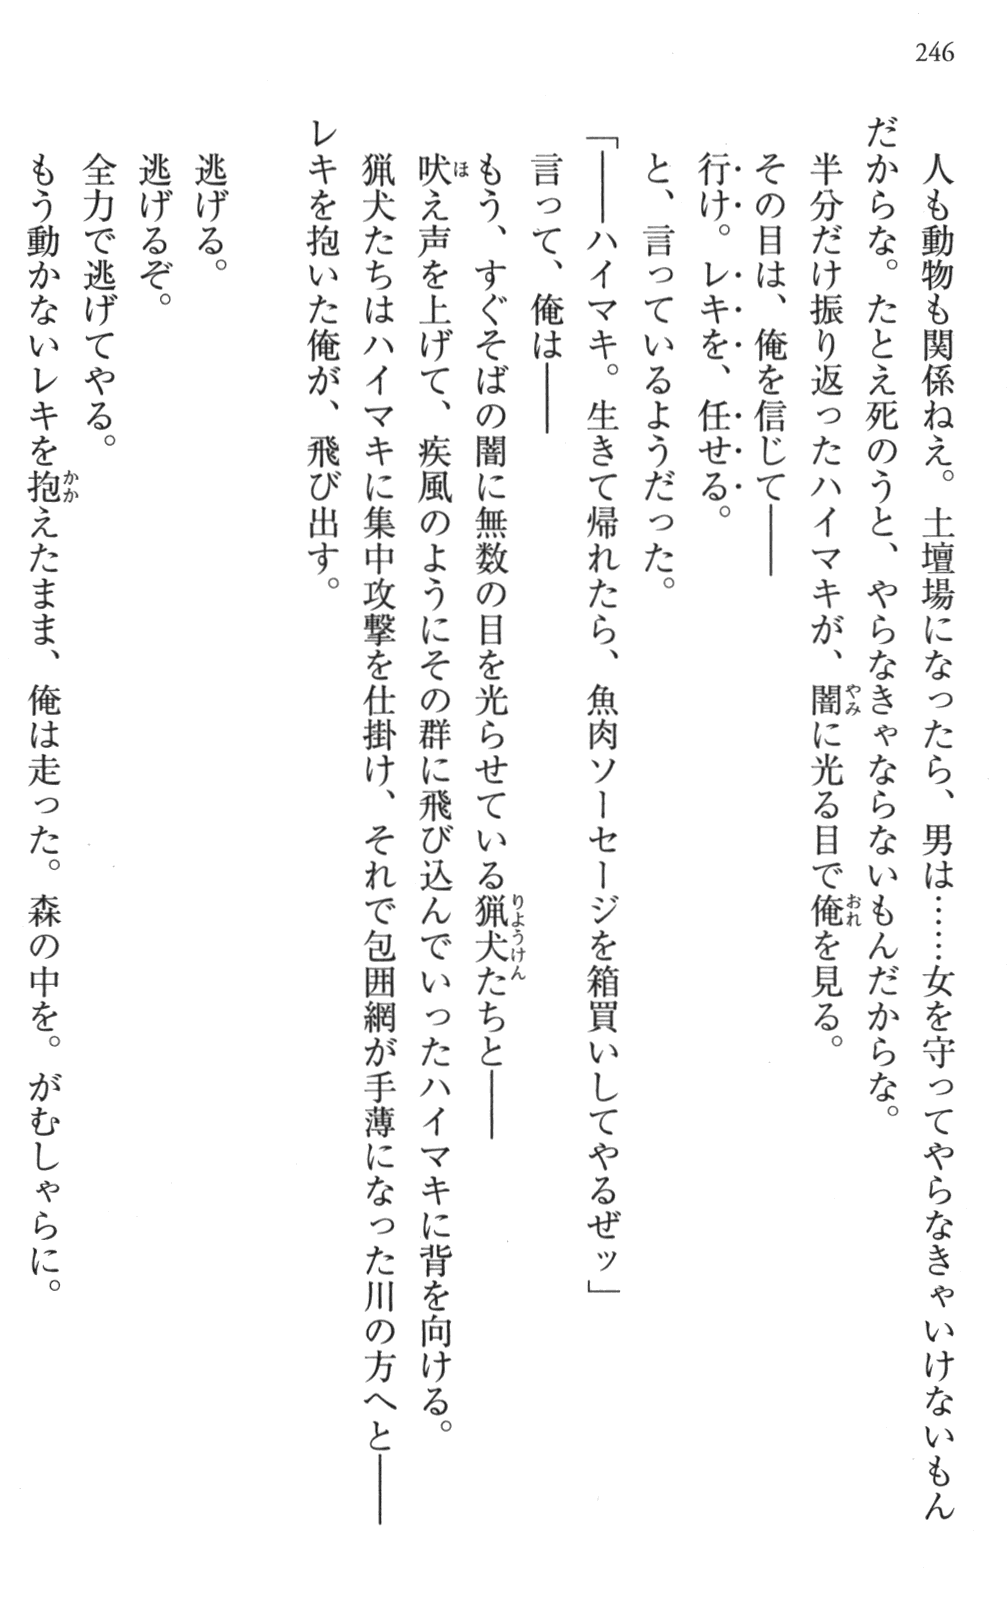 246
人も動物も関係ねえ。土壇場になったら、男は……女を守ってやらなきゃいけないもん
だからな。たとえ死のうと、やらなきゃならないもんだからな。
半分だけ振り返ったハイマキが、闇に光る目で俺を見る。
その目は、俺を信じて――
行け。レキを、任せる。
と、言っているようだった。
「――ハイマキ。生きて帰れたら、魚肉ソーセージを箱買いしてやるぜッ」
言って、俺は――
もう、すぐそばの闇に無数の目を光らせている猟犬たちと――
吠え声を上げて、疾風のようにその群に飛び込んでいったハイマキに背を向ける。
猟犬たちはハイマキに集中攻撃を仕掛け、それで包囲網が手薄になった川の方へと――
レキを抱いた俺が、飛び出す。
逃げる。
逃げるぞ。
全力で逃げてやる。
もう動かないレキを抱えたまま、俺は走った。森の中を。がむしゃらに。